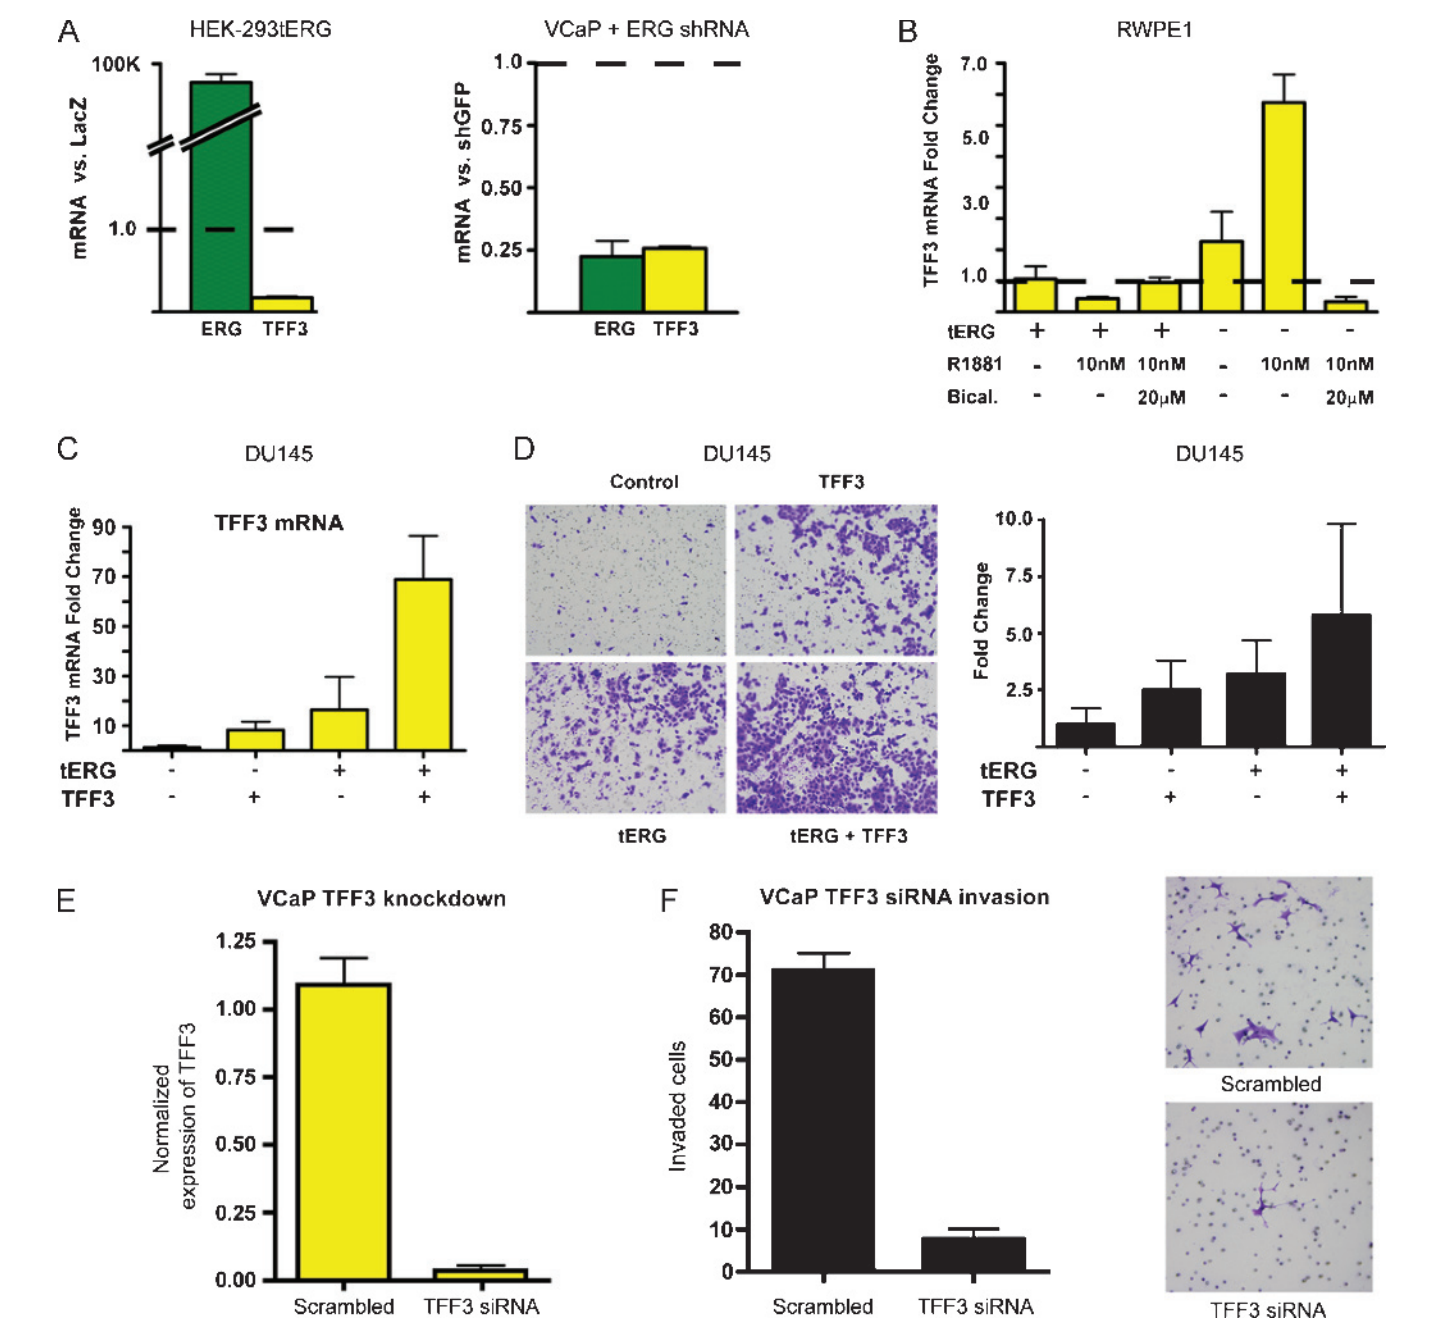 A
HEK-293tERG
VCaP + ERG shRNA
B
RWPE1
mRNA vs. LacZ
100K
1.0
ERG TFF3
mRNA vs. shGFP
1.0
0.75
0.50
0.25
ERG TFF3
TFF3 mRNA Fold Change
7.0
5.0
3.0
1.0
tERG + + + - - -
R1881 - 10nM 10nM - 10nM 10nM
Bical. - - 20μM - - 20μM
C
DU145
TFF3 mRNA
TFF3 mRNA Fold Change
90
70
50
30
10
tERG - - + +
TFF3 - + - +
D
DU145
Control TFF3
tERG tERG + TFF3
DU145
Fold Change
10.0
7.5
5.0
2.5
tERG - - + +
TFF3 - + - +
E
VCaP TFF3 knockdown
Normalized
expression of TFF3
1.25
1.00
0.75
0.50
0.25
0.00
Scrambled TFF3 siRNA
F
VCaP TFF3 siRNA invasion
Invaded cells
80
70
60
50
40
30
20
10
0
Scrambled TFF3 siRNA
Scrambled
TFF3 siRNA